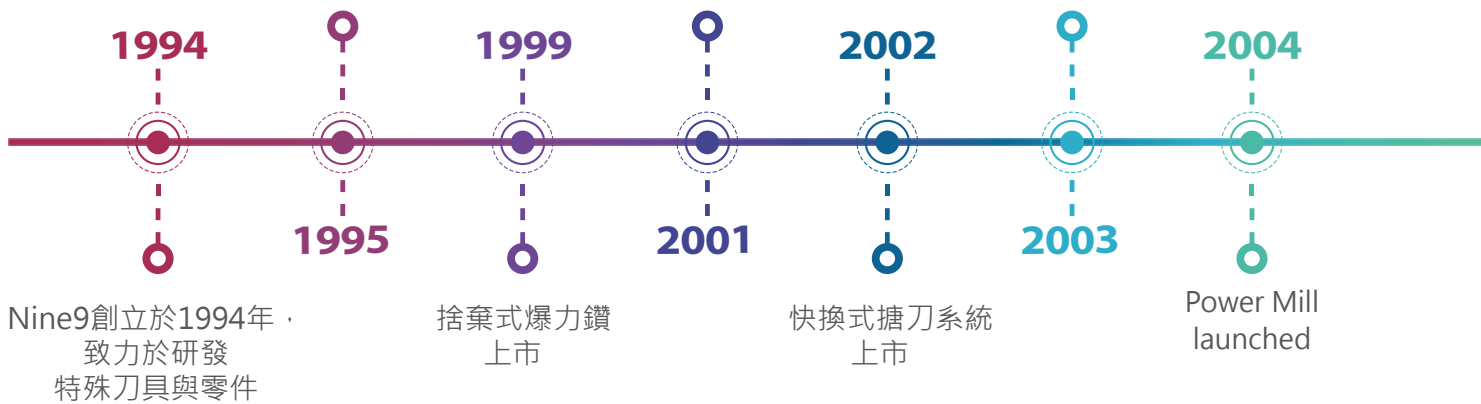 1994
1999
2002
2004
1995
2001
2003
Nine9創立於1994年，
致力於研發
特殊刀具與零件
捨棄式爆力鑽
上市
快換式搪刀系統
上市
Power Mill
launched